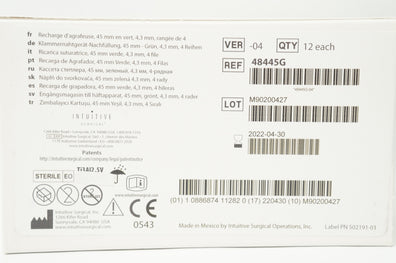 fr Recharge d'agrafeuse, 45 mm en vert, 4,3 mm, rangée de 4
de Klammernahtgerät-Nachfüllung, 45 mm - Grün, 4,3 mm, 4 Reihen
it Ricarica suturatrice, 45 mm verde, 4,3 mm, 4 file
pt Recarga de Agrafador, 45 mm Verde, 4,3 mm, 4 Filas
ru Кассета степлера, 45 мм, зеленый, 4,3 мм, 4-рядная
sk Náplň do svorkovača, 45 mm zelená, 4,3 mm, 4 rady
es Recarga de grapadora, 45 mm verde, 4,3 mm, 4 hileras
sv Engångsmagasin till häftapparat, 45 mm, grönt, 4,3 mm, 4 rader
tr Zımbalayıcı Kartuşu, 45 mm Yeşil, 4,3 mm, 4 Sıralı
VER -04 QTY 12 each
REF 48445G
LOT M90200427
2022-04-30
INTUITIVE
SURGICAL
Patents
http://intuitivesurgical.com/company/legal/patentnotice
STERILE EO
Intuitive Surgical, Inc.
1266 Kifer Road
Sunnyvale, CA 94086
USA
0543
(01) 1 0886874 11282 0 (17) 220430 (10) M90200427
Made in Mexico by Intuitive Surgical Operations, Inc.
Label PN 502191-03